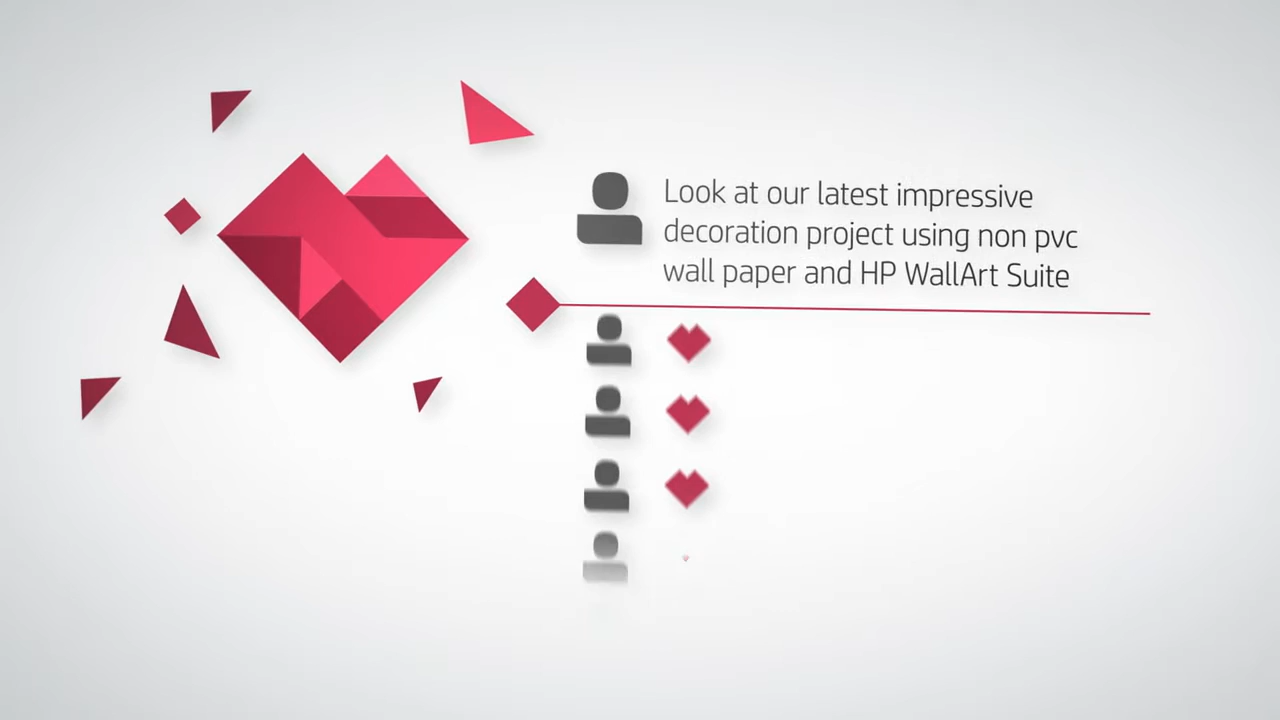 Look at our latest impressive
decoration project using non pvc
wall paper and HP WallArt Suite